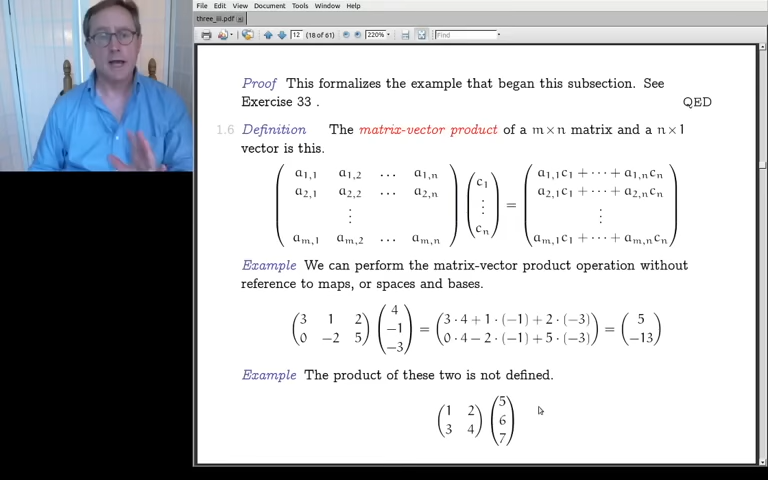 File Edit View Document Tools Window Help
three_iii.pdf
12 (18 of 61) 220% Find
Proof This formalizes the example that began this subsection. See
Exercise 33 . QED
1.6 Definition The matrix-vector product of a m×n matrix and a n×1
vector is this.
a1,1 a1,2 … a1,n
a2,1 a2,2 … a2,n
⋮
am,1 am,2 … am,n
c1
⋮
cn
=
a1,1c1 + ⋯ + a1,ncn
a2,1c1 + ⋯ + a2,ncn
⋮
am,1c1 + ⋯ + am,ncn
Example We can perform the matrix-vector product operation without
reference to maps, or spaces and bases.
3 1 2
0 −2 5
4
−1
−3
=
3 · 4 + 1 · (−1) + 2 · (−3)
0 · 4 − 2 · (−1) + 5 · (−3)
=
5
−13
Example The product of these two is not defined.
1 2
3 4
5
6
7